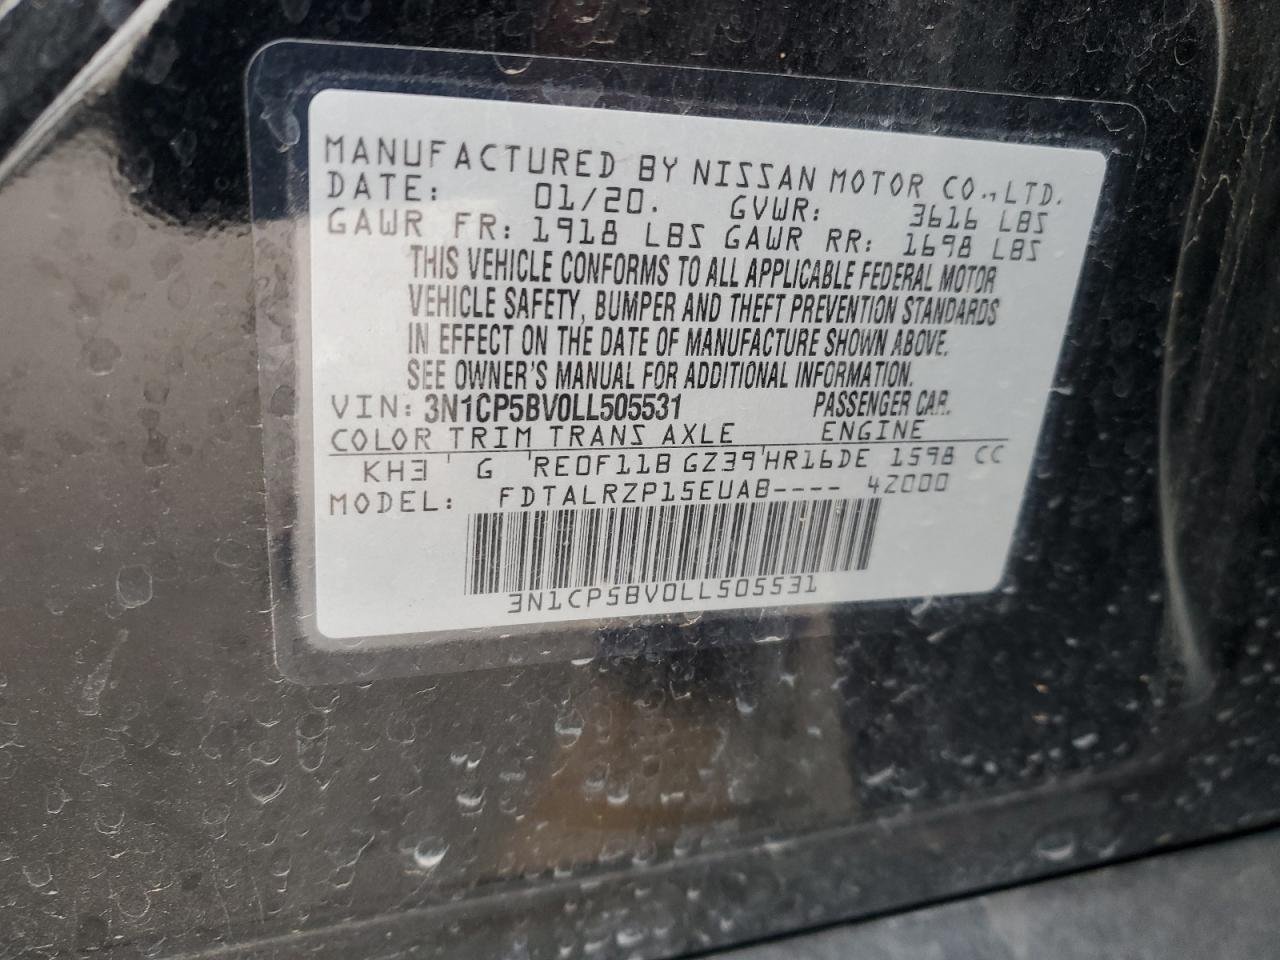 MANUFACTURED BY NISSAN MOTOR CO., LTD.
DATE: 01/20. GVWR: 3616 LBS
GAWR FR: 1918 LBS GAWR RR: 1698 LBS
THIS VEHICLE CONFORMS TO ALL APPLICABLE FEDERAL MOTOR
VEHICLE SAFETY, BUMPER AND THEFT PREVENTION STANDARDS
IN EFFECT ON THE DATE OF MANUFACTURE SHOWN ABOVE.
SEE OWNER'S MANUAL FOR ADDITIONAL INFORMATION.
VIN: 3N1CP5BV0LL505531 PASSENGER CAR.
COLOR TRIM TRANS AXLE ENGINE
KH3 ' G 'RE0F11B GZ39'HR16DE 1598 CC
MODEL: FDTALRZP15EUAB---- 4Z000
3N1CP5BV0LL505531